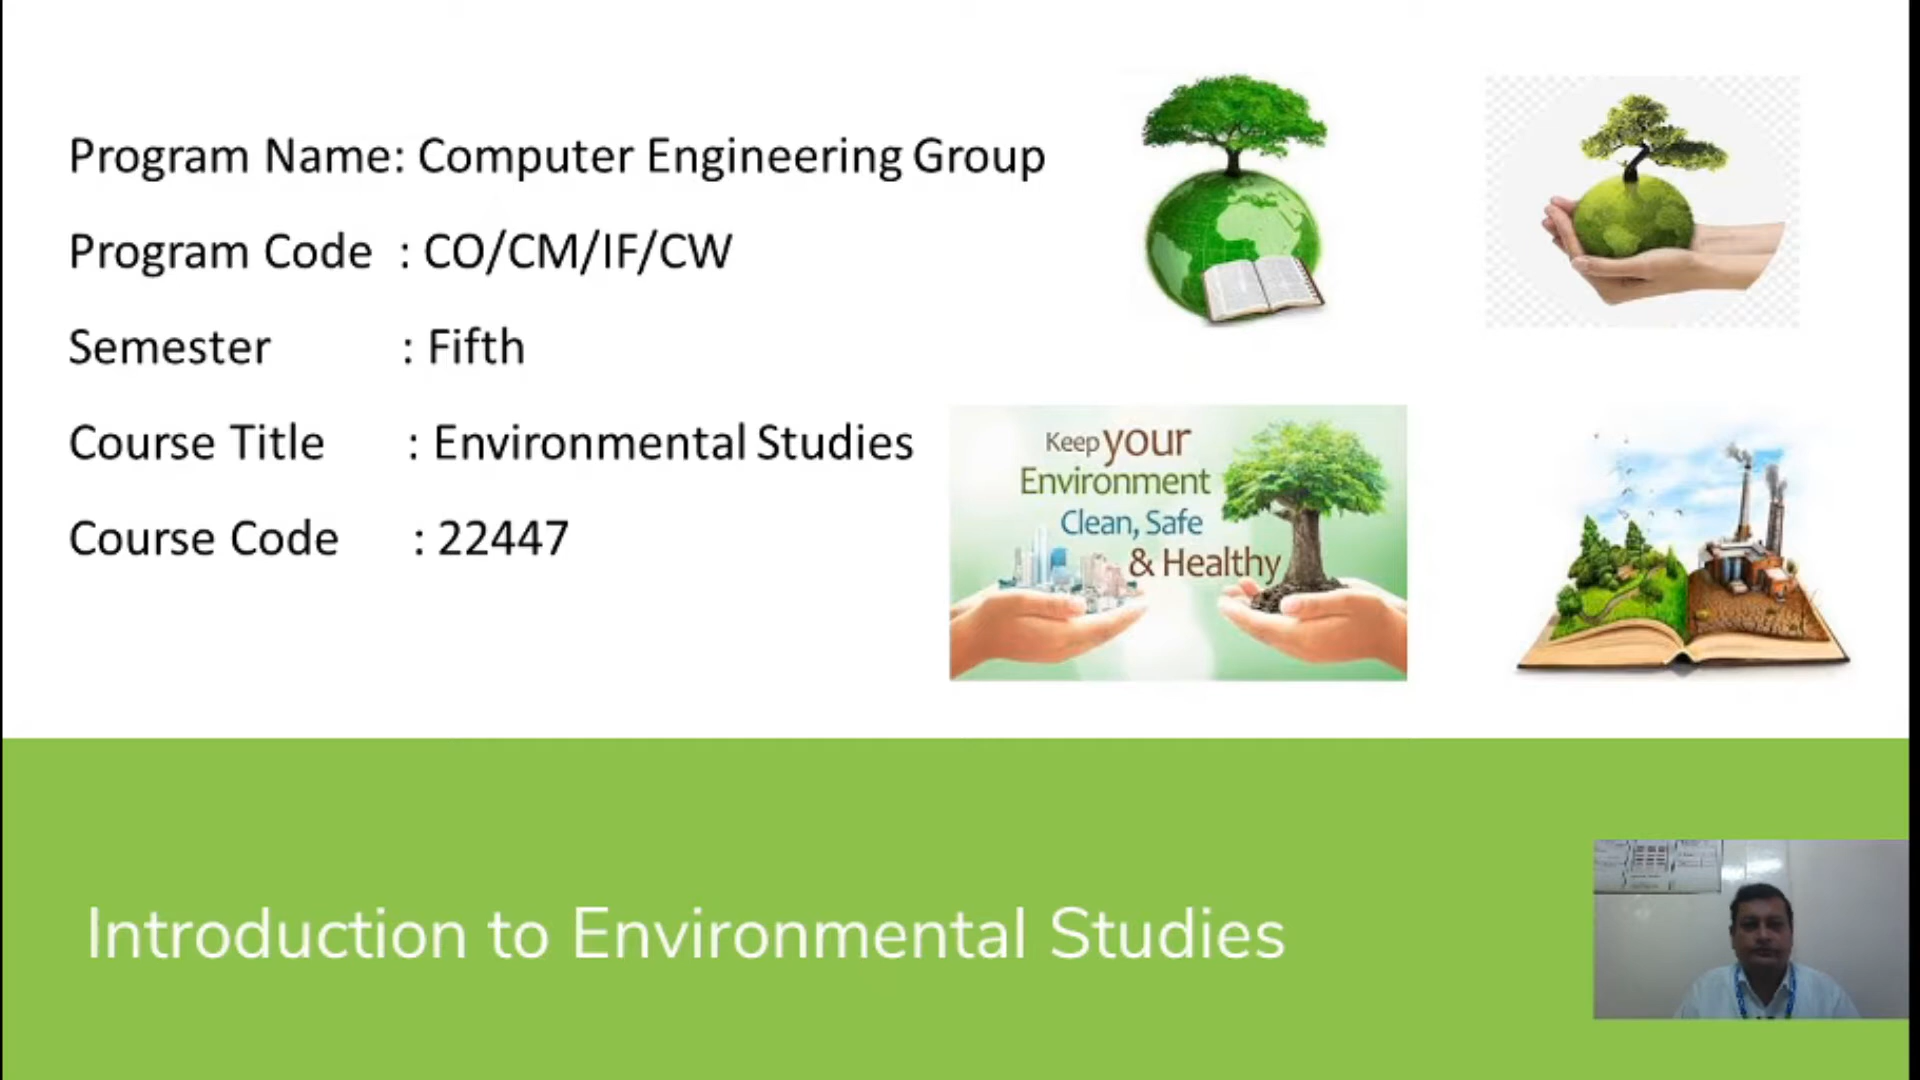 Program Name: Computer Engineering Group
Program Code : CO/CM/IF/CW
Semester : Fifth
Course Title : Environmental Studies
Course Code : 22447
Keep your
Environment
Clean, Safe
& Healthy
Introduction to Environmental Studies